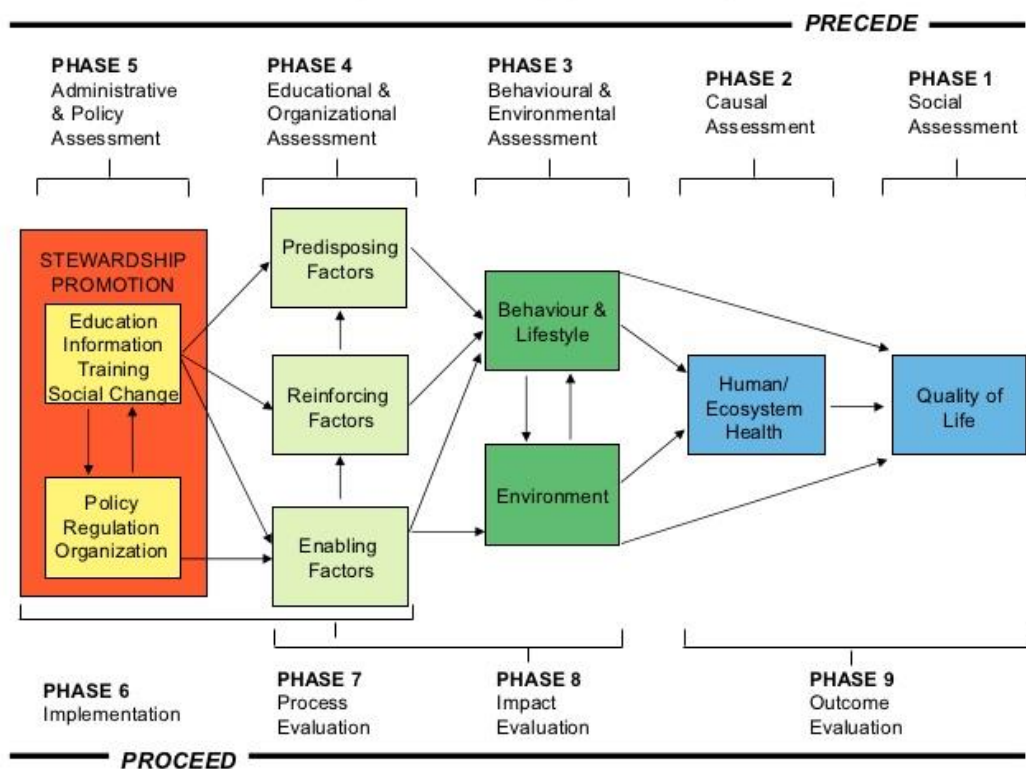 PRECEDE
PHASE 5
Administrative
& Policy
Assessment
PHASE 4
Educational &
Organizational
Assessment
PHASE 3
Behavioural &
Environmental
Assessment
PHASE 2
Causal
Assessment
PHASE 1
Social
Assessment
STEWARDSHIP
PROMOTION
Education
Information
Training
Social Change
Policy
Regulation
Organization
Predisposing
Factors
Reinforcing
Factors
Enabling
Factors
Behaviour &
Lifestyle
Environment
Human/
Ecosystem
Health
Quality of
Life
PHASE 6
Implementation
PHASE 7
Process
Evaluation
PHASE 8
Impact
Evaluation
PHASE 9
Outcome
Evaluation
PROCEED